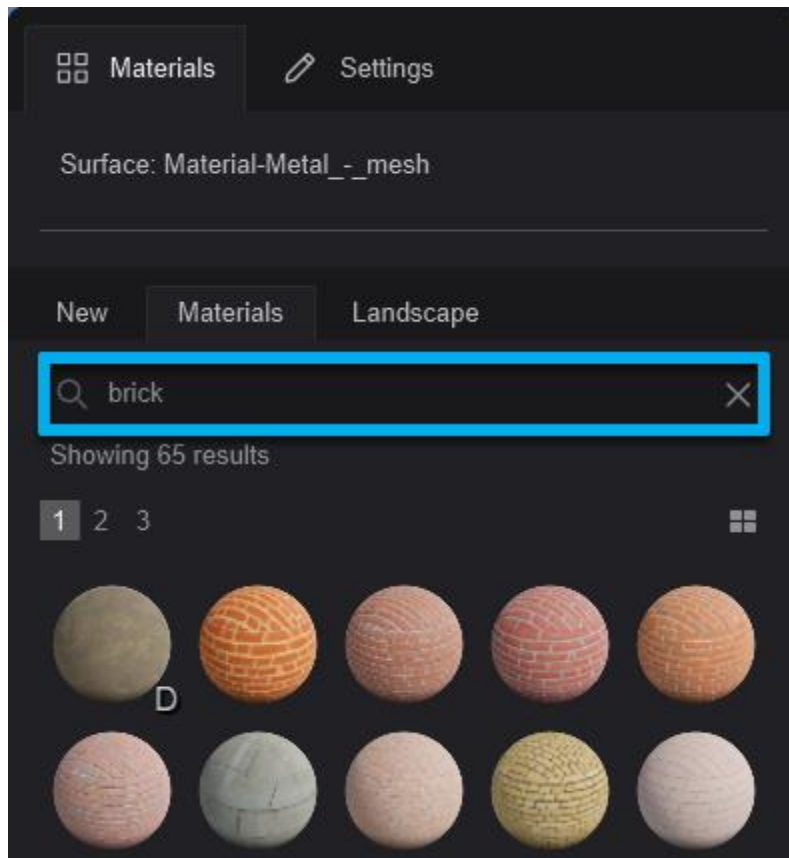 Materials Settings
Surface: Material-Metal_-_mesh
New Materials Landscape
brick
Showing 65 results
1 2 3
D